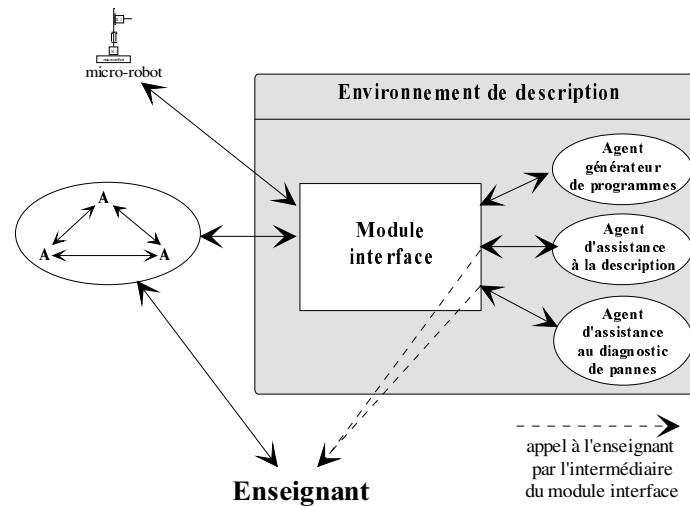 micro-robot
Environnement de description
Agent
générateur
de programmes
A
A
A
Module
interface
Agent
d'assistance
à la description
Agent
d'assistance
au diagnostic
de pannes
Enseignant
appel à l'enseignant
par l'intermédiaire
du module interface